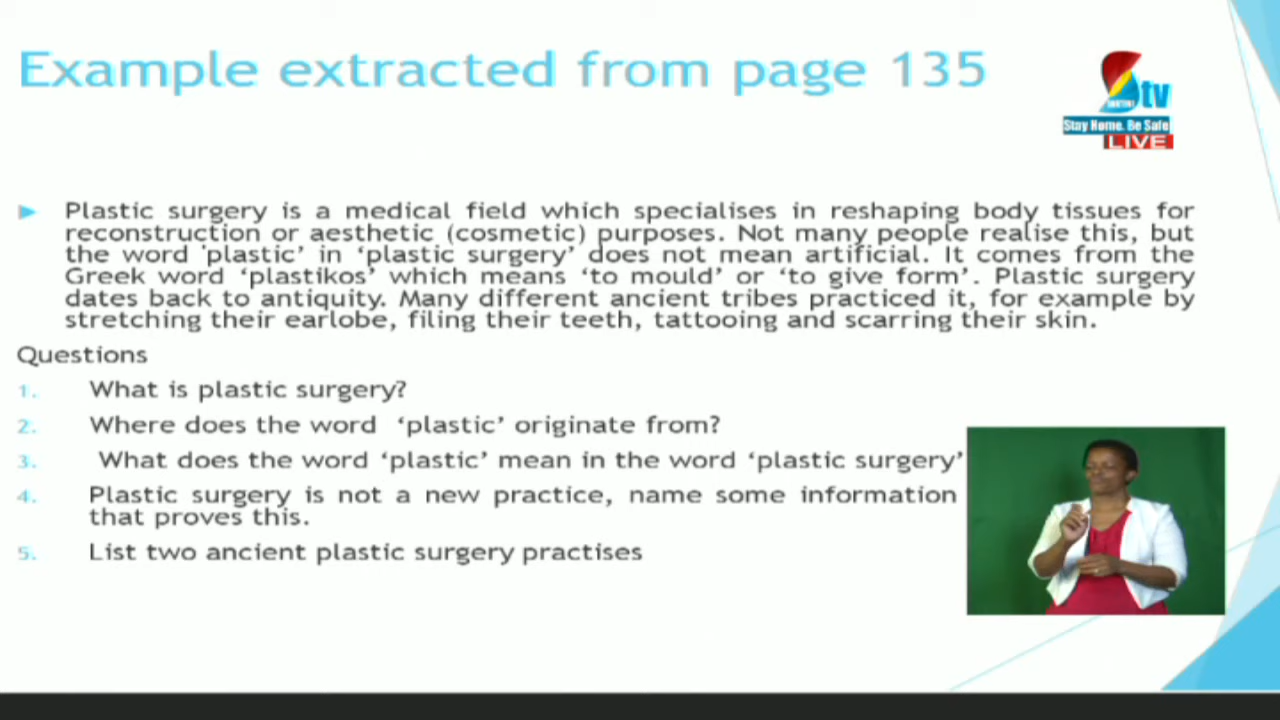 Example extracted from page 135
tv
Stay Home. Be Safe
LIVE
Plastic surgery is a medical field which specialises in reshaping body tissues for
reconstruction or aesthetic (cosmetic) purposes. Not many people realise this, but
the word 'plastic' in 'plastic surgery' does not mean artificial. It comes from the
Greek word 'plastikos' which means 'to mould' or 'to give form'. Plastic surgery
dates back to antiquity. Many different ancient tribes practiced it, for example by
stretching their earlobe, filing their teeth, tattooing and scarring their skin.
Questions
1. What is plastic surgery?
2. Where does the word 'plastic' originate from?
3. What does the word 'plastic' mean in the word 'plastic surgery'
4. Plastic surgery is not a new practice, name some information
that proves this.
5. List two ancient plastic surgery practises